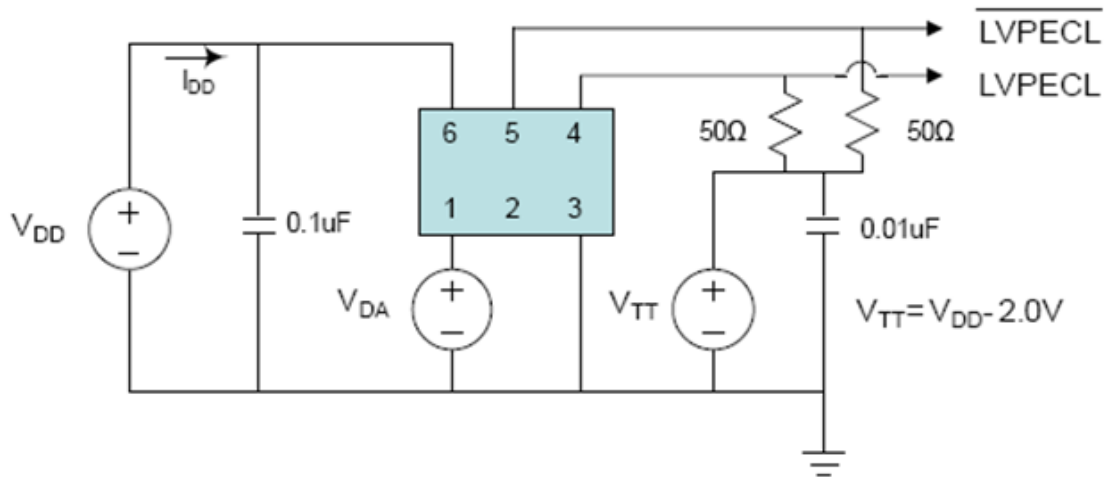 LVPECL
LVPECL
I_DD
50Ω
50Ω
6 5 4
1 2 3
V_DD
0.1uF
0.01uF
V_DA
V_TT
V_TT=V_DD-2.0V
+
−
+
−
+
−